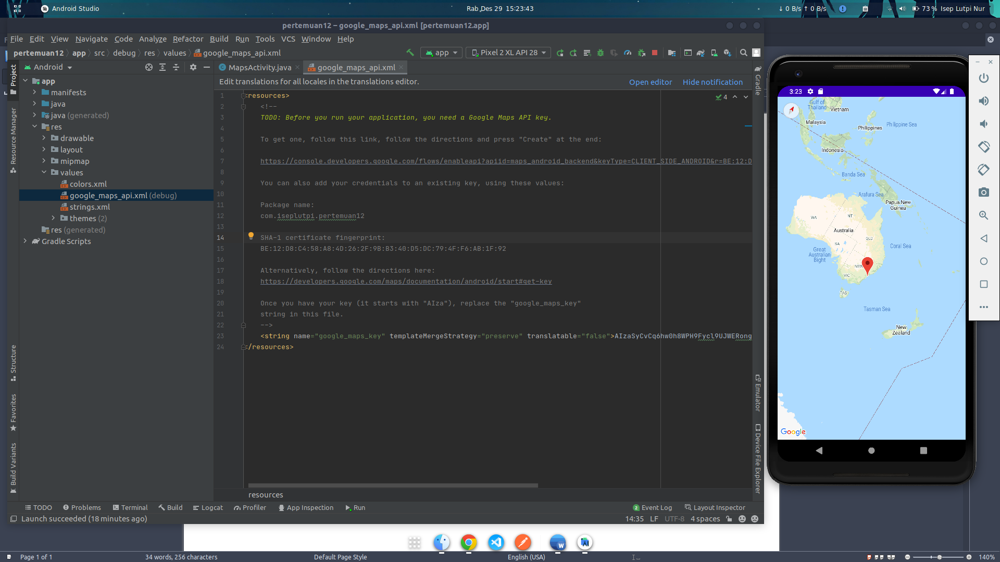 Android Studio
Rab Des 29  15:23:43
↓ 0 B/s ↑ 0 B/s
73 %
Isep Lutpi Nur
pertemuan12 – google_maps_api.xml [pertemuan12.app]
File Edit View Navigate Code Analyze Refactor Build Run Tools VCS Window Help
pertemuan12 app src debug res values google_maps_api.xml
app
Pixel 2 XL API 28
Project
Android
MapsActivity.java
google_maps_api.xml
Edit translations for all locales in the translations editor.
Open editor
Hide notification
Gradle
app
manifests
java
java (generated)
res
drawable
layout
mipmap
values
colors.xml
google_maps_api.xml (debug)
strings.xml
themes (2)
res (generated)
Gradle Scripts
Resource Manager
Structure
Favorites
Build Variants
4
1 resources>
2 <!--
3 TODO: Before you run your application, you need a Google Maps API key.
4
5 To get one, follow this link, follow the directions and press "Create" at the end:
6
7 https://console.developers.google.com/flows/enableapi?apiid=maps_android_backend&keyType=CLIENT_SIDE_ANDROID&r=BE:12:D
8
9 You can also add your credentials to an existing key, using these values:
10
11 Package name:
12 com.iseplutpi.pertemuan12
13
14 SHA-1 certificate fingerprint:
15 BE:12:D8:C4:58:A8:4D:26:2F:9B:B3:40:D5:DC:79:4F:F6:AB:1F:92
16
17 Alternatively, follow the directions here:
18 https://developers.google.com/maps/documentation/android/start#get-key
19
20 Once you have your key (it starts with "AIza"), replace the "google_maps_key"
21 string in this file.
22 -->
23 <string name="google_maps_key" templateMergeStrategy="preserve" translatable="false">AIzaSyCvCq6hw0h8WPH9Fycl9UJWERong
24 /resources>
resources
Emulator
Device File Explorer
TODO Problems Terminal Build Logcat Profiler App Inspection Run
2 Event Log
Layout Inspector
Launch succeeded (18 minutes ago)
14:35 LF UTF-8 4 spaces
3:23
Gulf of
Thailand
Vietnam
Malaysia
Philippines
Philippine Sea
Indonesia
Banda Sea
Arafura Sea
Papua New
Guinea
WA
NT
Australia
QLD
SA
Coral Sea
Great
Australian
Bight
NSW
VIC
TAS
Tasman Sea
New
Zealand
Google
W
Page 1 of 1
34 words, 256 characters
Default Page Style
English (USA)
140%